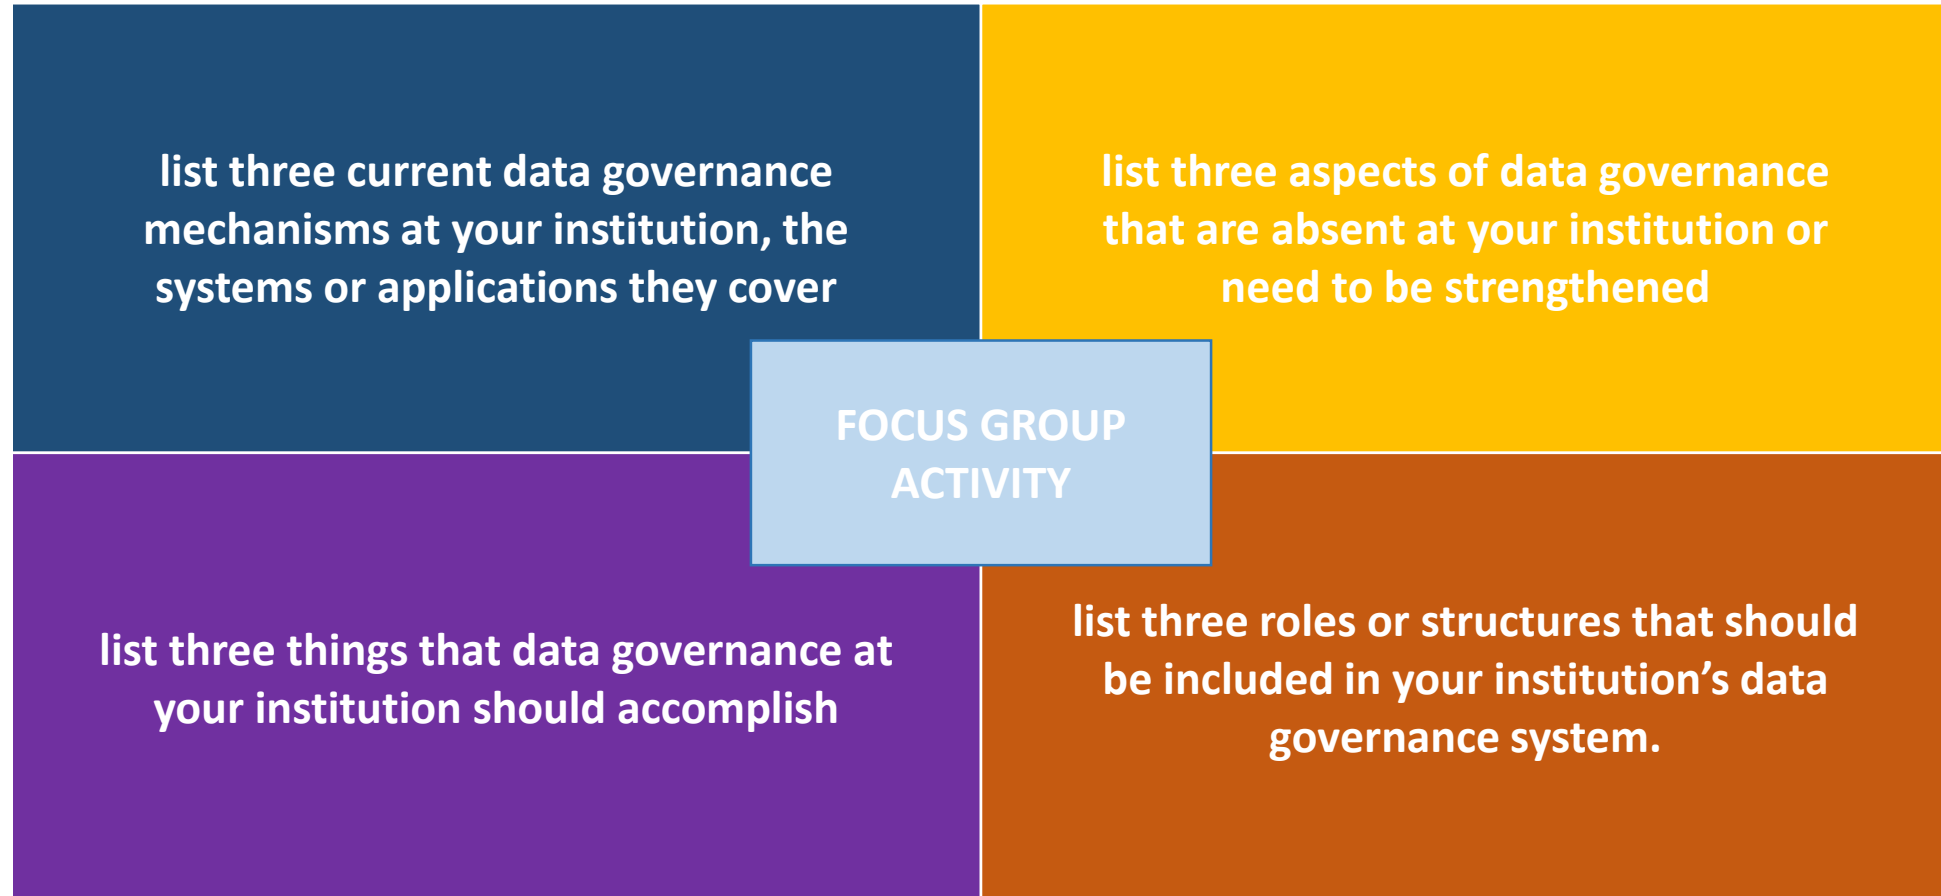 list three current data governance
mechanisms at your institution, the
systems or applications they cover
list three aspects of data governance
that are absent at your institution or
need to be strengthened
FOCUS GROUP
ACTIVITY
list three things that data governance at
your institution should accomplish
list three roles or structures that should
be included in your institution’s data
governance system.